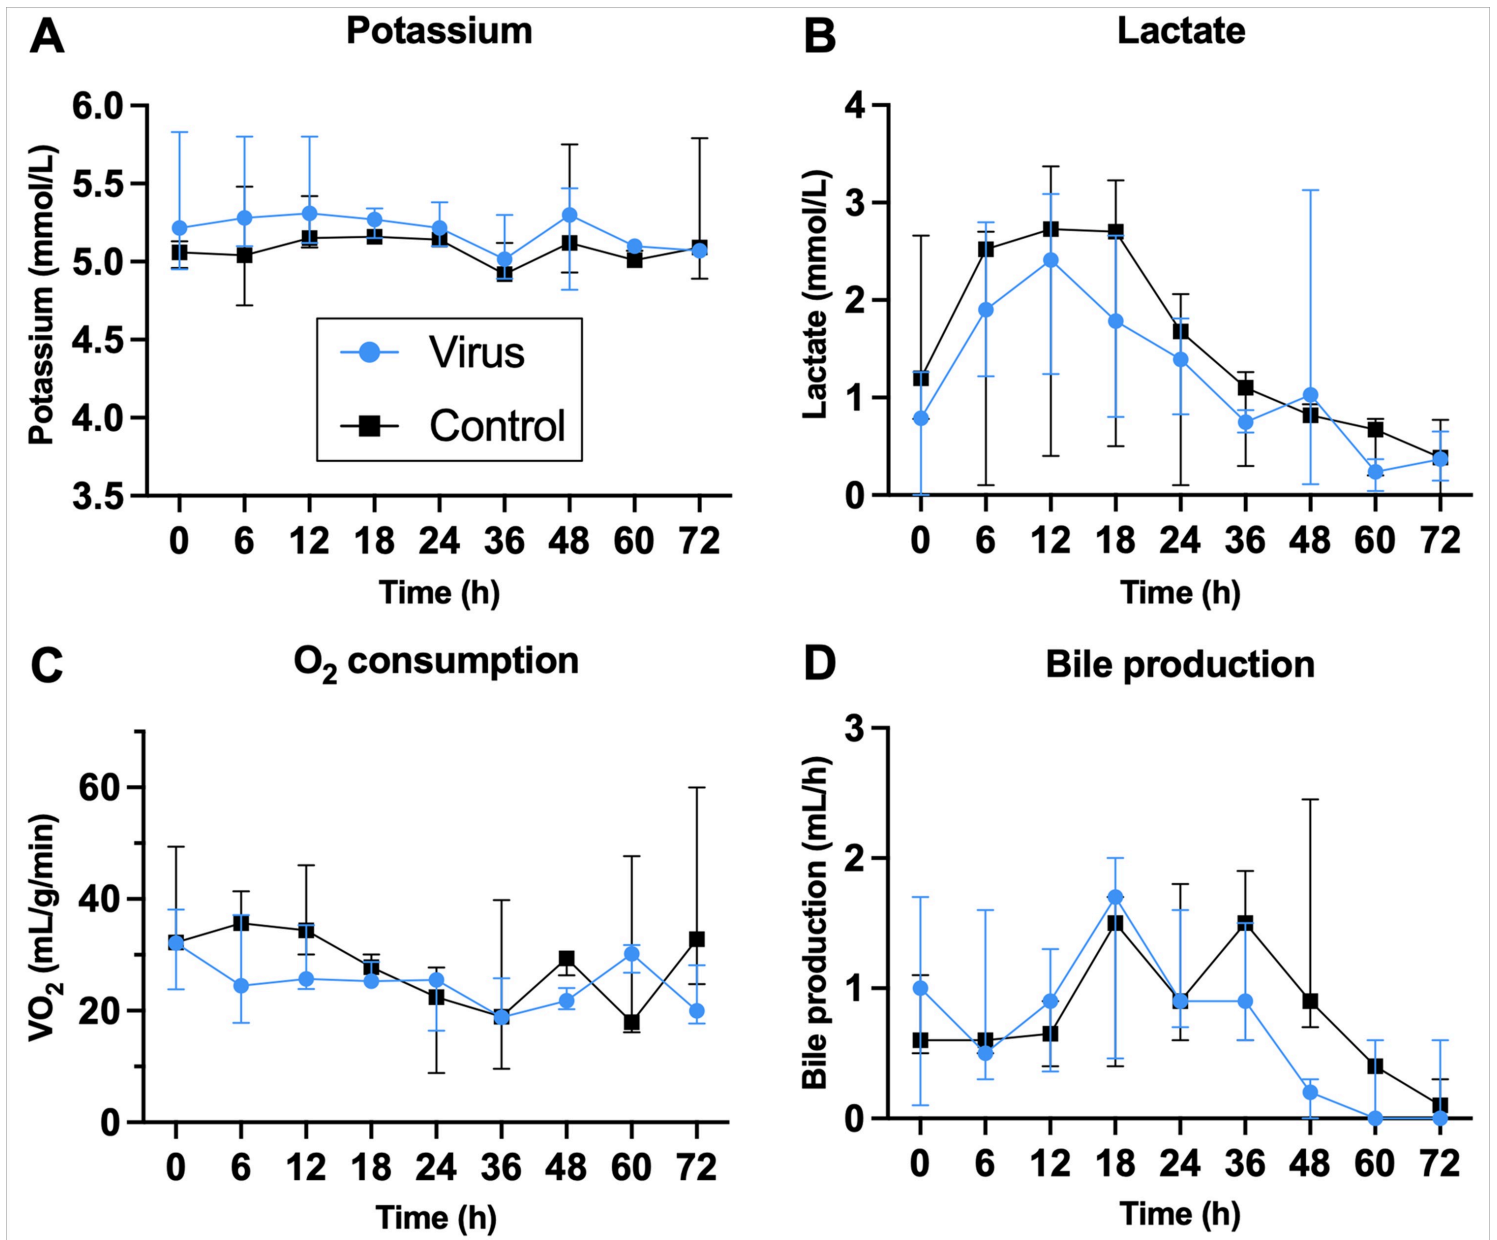 A
Potassium
Potassium (mmol/L)
6.0
5.5
5.0
4.5
4.0
3.5
Virus
Control
0 6 12 18 24 36 48 60 72
Time (h)
B
Lactate
Lactate (mmol/L)
4
3
2
1
0
0 6 12 18 24 36 48 60 72
Time (h)
C
O₂ consumption
VO₂ (mL/g/min)
60
40
20
0
0 6 12 18 24 36 48 60 72
Time (h)
D
Bile production
Bile production (mL/h)
3
2
1
0
0 6 12 18 24 36 48 60 72
Time (h)